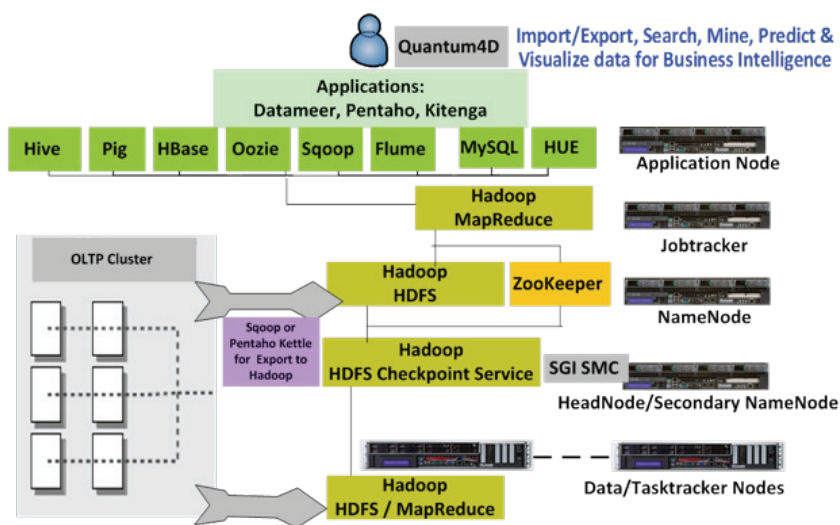 Quantum4D
Import/Export, Search, Mine, Predict &
Visualize data for Business Intelligence
Applications:
Datameer, Pentaho, Kitenga
Hive
Pig
HBase
Oozie
Sqoop
Flume
MySQL
HUE
Application Node
Hadoop
MapReduce
Jobtracker
OLTP Cluster
Hadoop
HDFS
ZooKeeper
NameNode
Sqoop or
Pentaho Kettle
for Export to
Hadoop
Hadoop
HDFS Checkpoint Service
SGI SMC
HeadNode/Secondary NameNode
Data/Tasktracker Nodes
Hadoop
HDFS / MapReduce